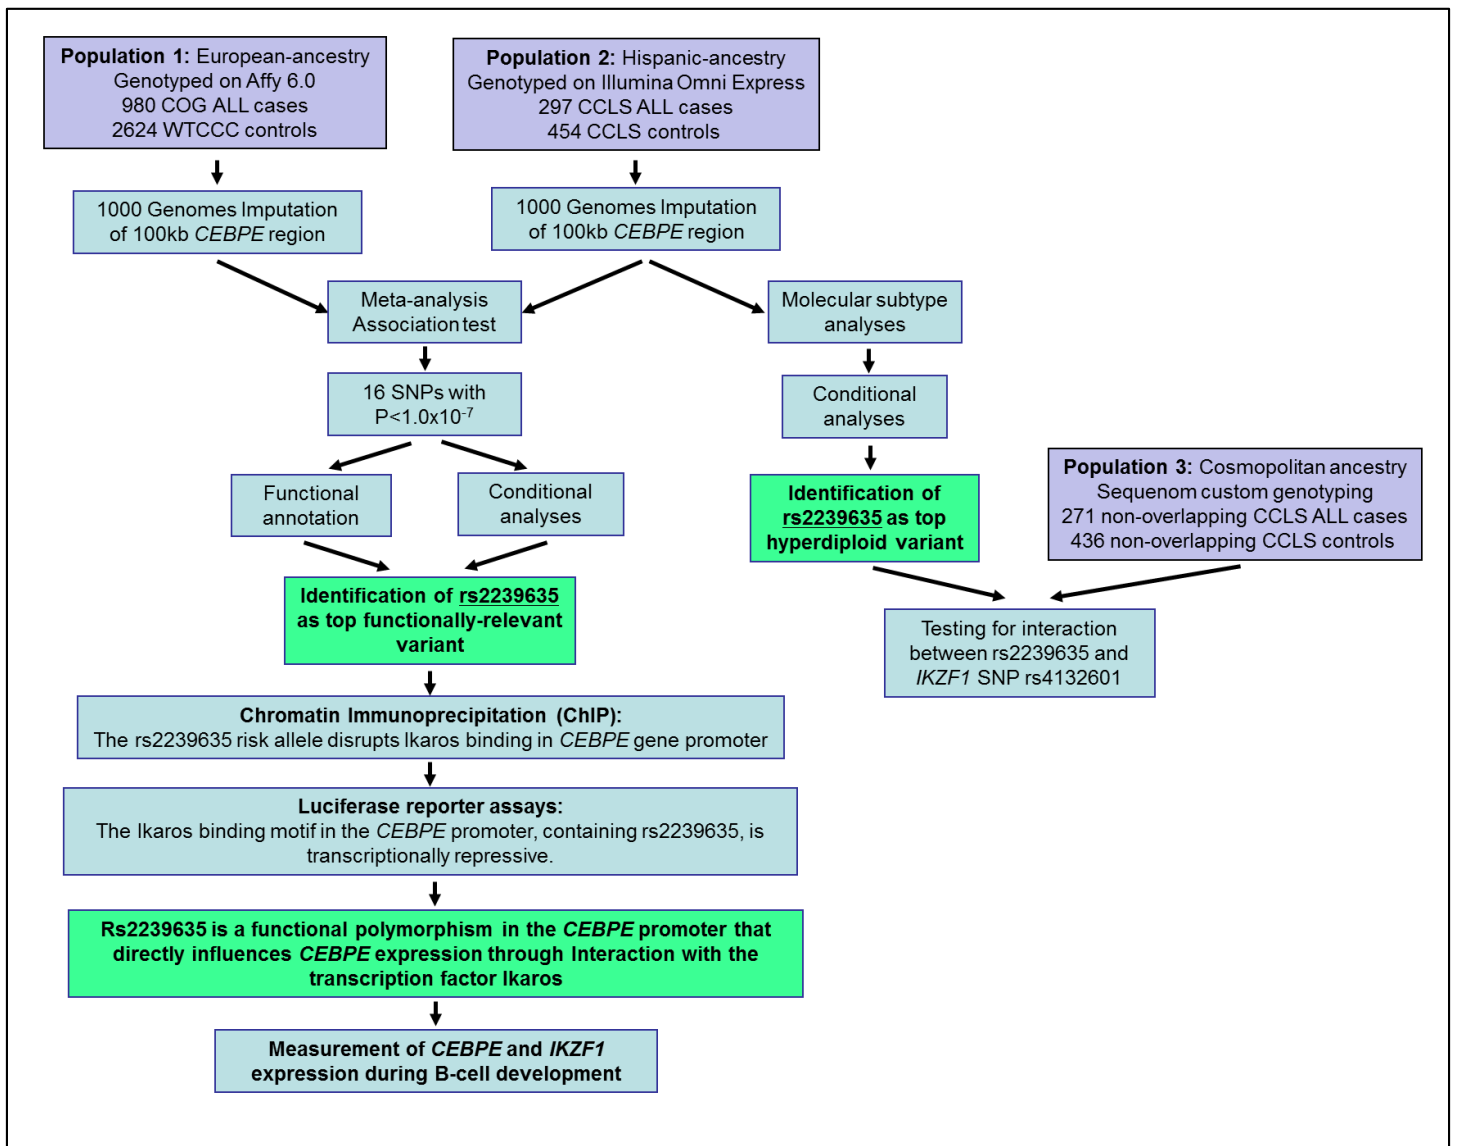 Population 1: European-ancestry
Genotyped on Affy 6.0
980 COG ALL cases
2624 WTCCC controls
Population 2: Hispanic-ancestry
Genotyped on Illumina Omni Express
297 CCLS ALL cases
454 CCLS controls
1000 Genomes Imputation
of 100kb CEBPE region
1000 Genomes Imputation
of 100kb CEBPE region
Meta-analysis
Association test
Molecular subtype
analyses
16 SNPs with
P<1.0x10-7
Conditional
analyses
Functional
annotation
Conditional
analyses
Identification of
rs2239635 as top
hyperdiploid variant
Population 3: Cosmopolitan ancestry
Sequenom custom genotyping
271 non-overlapping CCLS ALL cases
436 non-overlapping CCLS controls
Identification of rs2239635
as top functionally-relevant
variant
Testing for interaction
between rs2239635 and
IKZF1 SNP rs4132601
Chromatin Immunoprecipitation (ChIP):
The rs2239635 risk allele disrupts Ikaros binding in CEBPE gene promoter
Luciferase reporter assays:
The Ikaros binding motif in the CEBPE promoter, containing rs2239635, is
transcriptionally repressive.
Rs2239635 is a functional polymorphism in the CEBPE promoter that
directly influences CEBPE expression through Interaction with the
transcription factor Ikaros
Measurement of CEBPE and IKZF1
expression during B-cell development